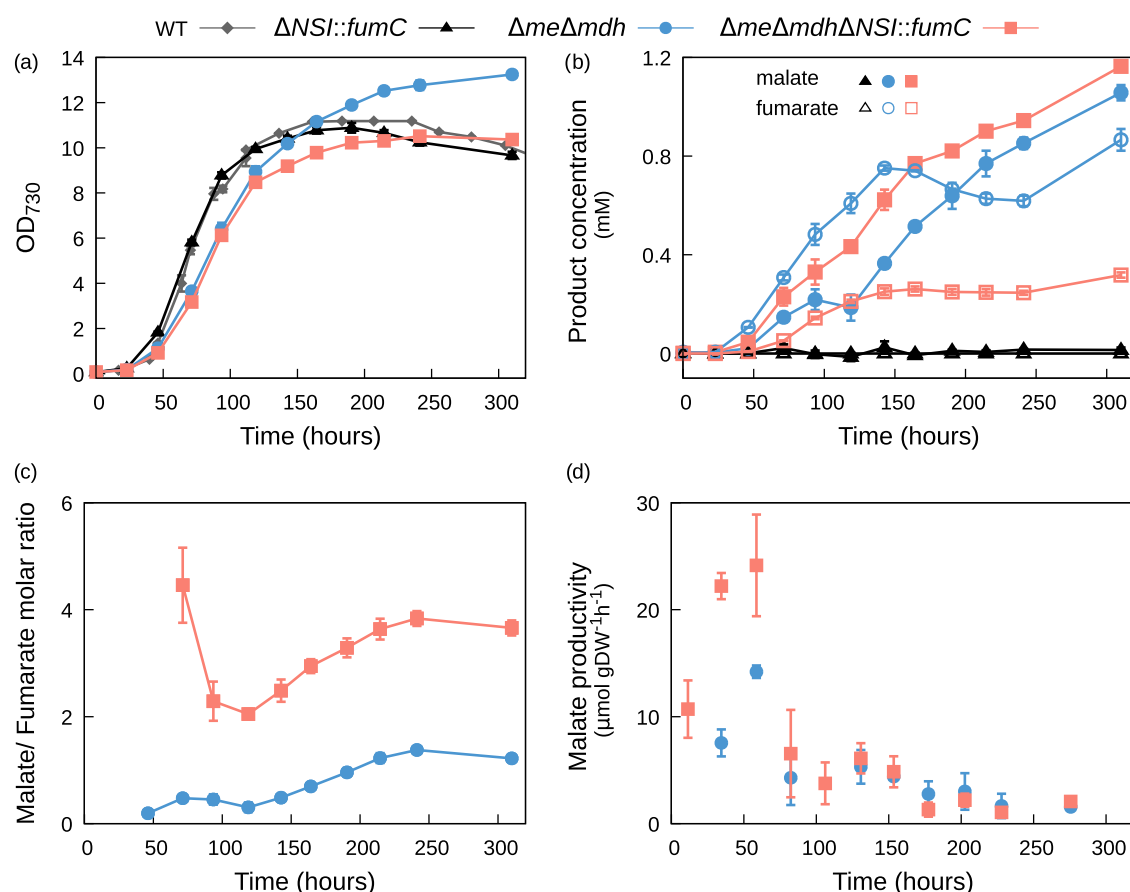 WT ΔNSI::fumC ΔmeΔmdh ΔmeΔmdhΔNSI::fumC
(a)
14
12
10
8
6
4
2
0
OD730
0 50 100 150 200 250 300
Time (hours)
(b)
malate
fumarate
1.2
0.8
0.4
0
Product concentration
(mM)
0 50 100 150 200 250 300
Time (hours)
(c)
6
4
2
0
Malate/ Fumarate molar ratio
0 50 100 150 200 250 300
Time (hours)
(d)
30
20
10
0
Malate productivity
(µmol gDW⁻¹h⁻¹)
0 50 100 150 200 250 300
Time (hours)